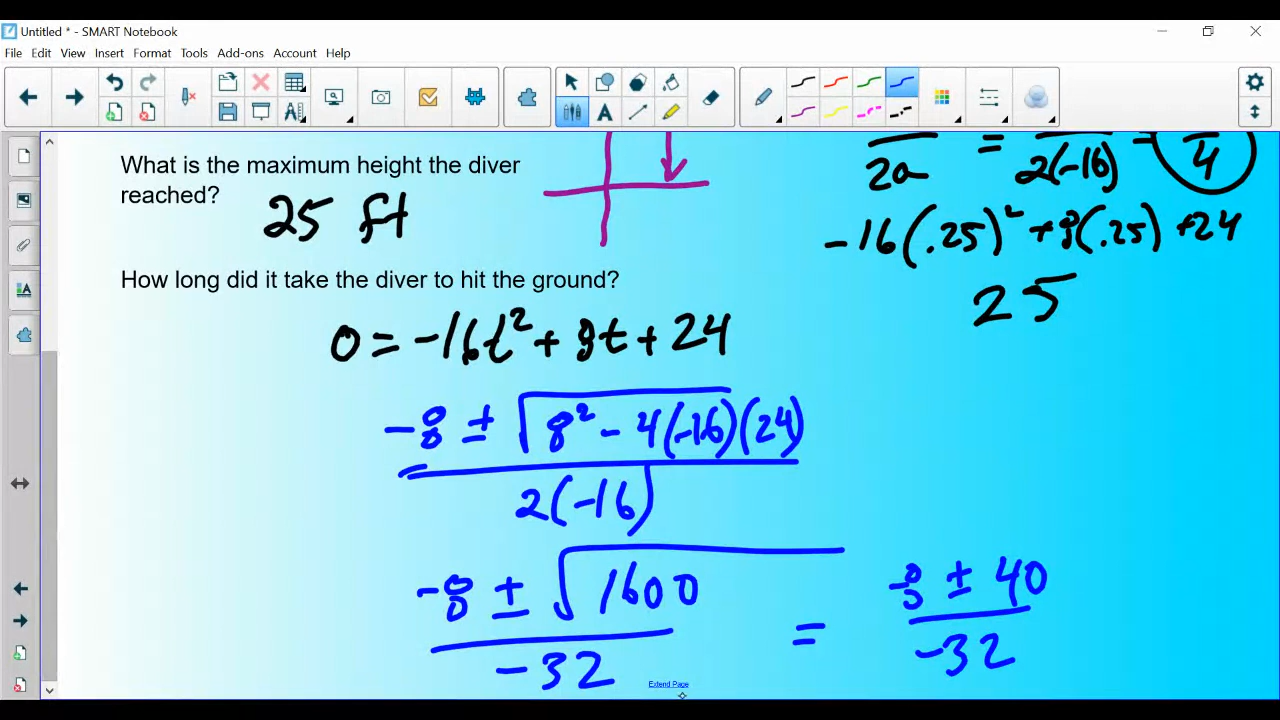 Untitled * - SMART Notebook
File Edit View Insert Format Tools Add-ons Account Help
What is the maximum height the diver
reached?
25 ft
2a = 2(-16) = 4
-16(.25)² + 8(.25) + 24
25
How long did it take the diver to hit the ground?
0 = -16t² + 8t + 24
-8 ± √8² - 4(-16)(24)
2(-16)
-8 ± √1600
-32
=
-8 ± 40
-32
Extend Page